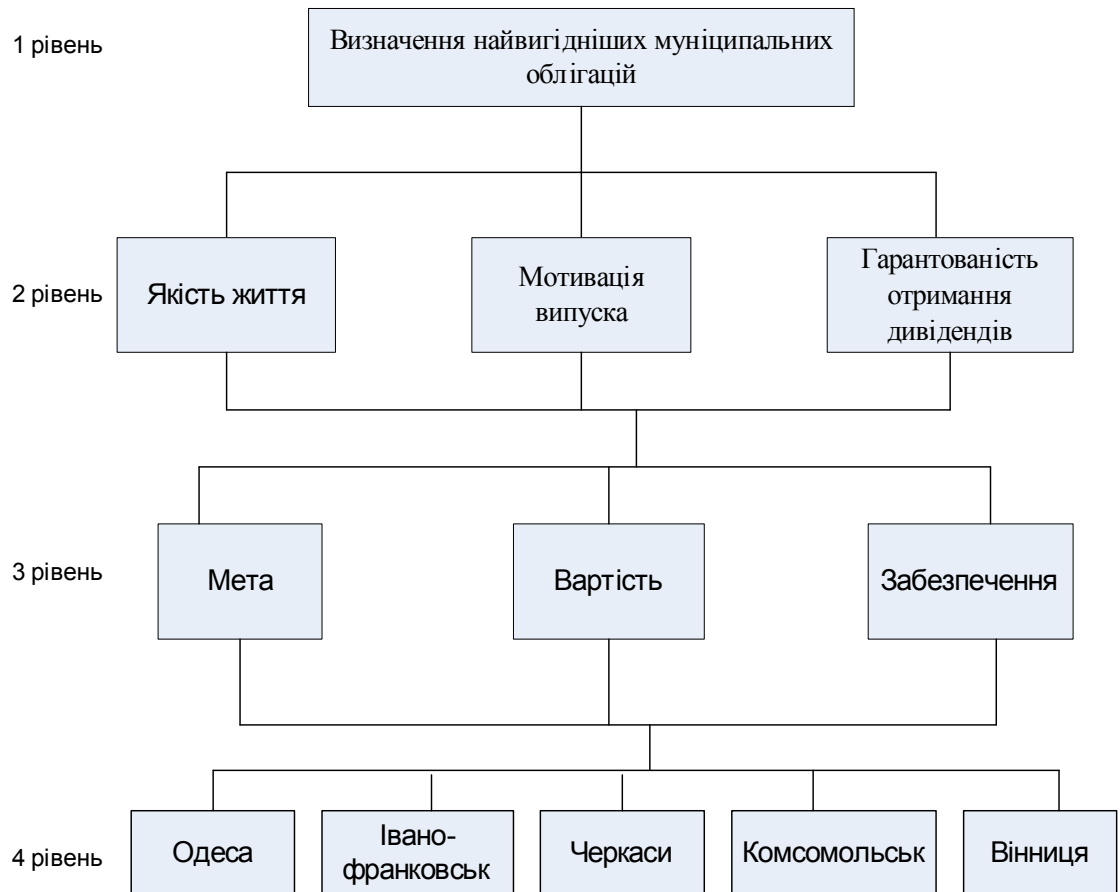 1 рівень
Визначення найвигідніших муніципальних
облігацій
2 рівень
Якість життя
Мотивація
випуска
Гарантованість
отримання
дивідендів
3 рівень
Мета
Вартість
Забезпечення
4 рівень
Одеса
Івано-
франковськ
Черкаси
Комсомольськ
Вінниця